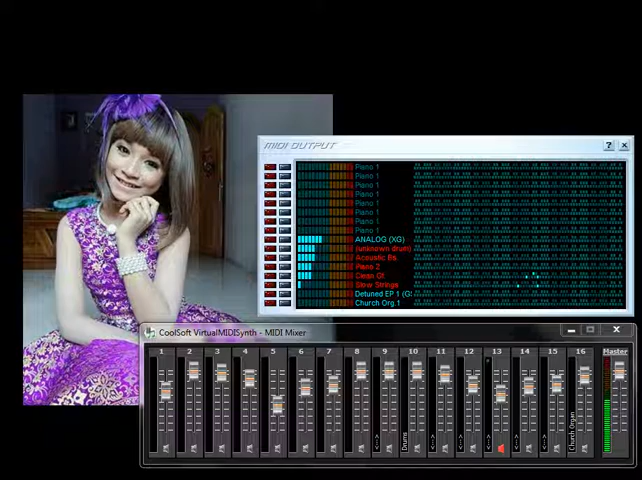 MIDI OUTPUT
Piano 1
Piano 1
Piano 1
Piano 1
Piano 1
Piano 1
Piano 1
Piano 1
ANALOG (XG)
(unknown drum)
Acoustic Bs
Piano 2
Clean Gt
Slow Strings
Detuned EP 1 (G
Church Org.1
CoolSoft VirtualMIDISynth - MIDI Mixer
1 2 3 4 5 6 7 8 9 10 11 12 13 14 15 16 Master
Drums
Church Organ